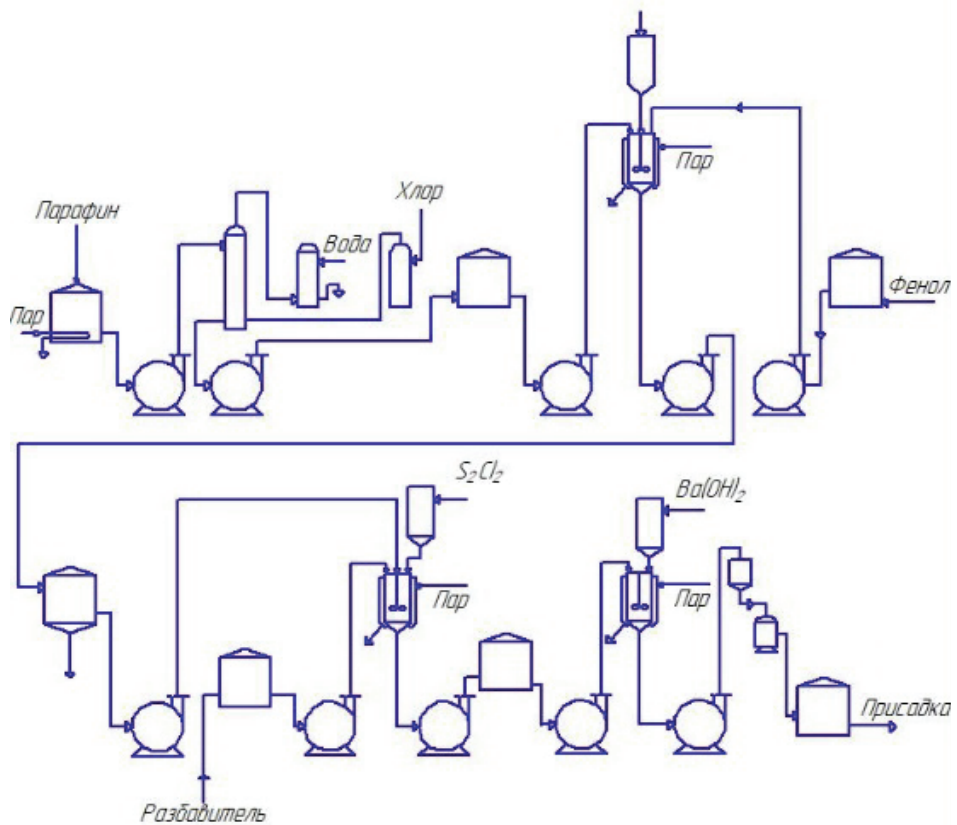 Пар
Хлор
Парафин
Вода
Фенол
Пар
S₂Cl₂
Ba(OH)₂
Пар
Пар
Присадка
Разбавитель